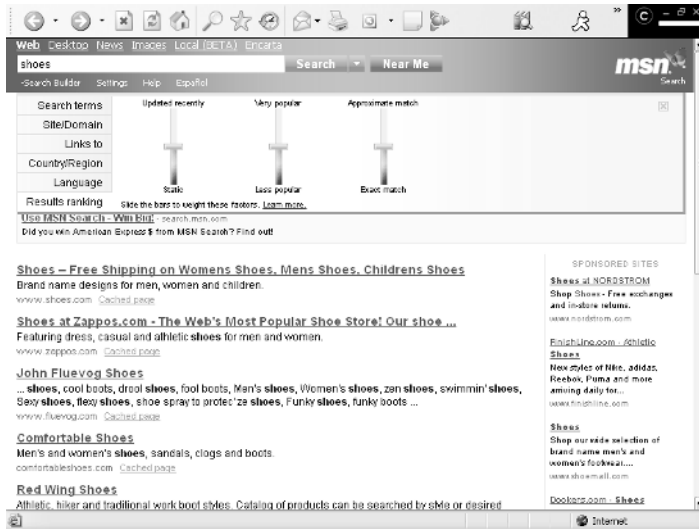 »
C
Web Desktop News Images Local (BETA) Encarta
shoes
Search
Near Me
msn
Search
+Search Builder Settings Help Español
Search terms
Site/Domain
Links to
Country/Region
Language
Results ranking
Updated recently Very popular Approximate match
Static Less popular Exact match
Slide the bars to weight these factors. Learn more.
Use MSN Search - Win Big! - search.msn.com
Did you win American Express $ from MSN Search? Find out!
Shoes – Free Shipping on Womens Shoes, Mens Shoes, Childrens Shoes
Brand name designs for men, women and children.
www.shoes.com Cached page
Shoes at Zappos.com - The Web's Most Popular Shoe Store! Our shoe ...
Featuring dress, casual and athletic shoes for men and women.
www.zappos.com Cached page
John Fluevog Shoes
... shoes, cool boots, drool shoes, fool boots, Men's shoes, Women's shoes, zen shoes, swimmin' shoes,
Sexy shoes, flexy shoes, shoe spray to protec'ze shoes, Funky shoes, funky boots ...
www.fluevog.com Cached page
Comfortable Shoes
Men's and women's shoes, sandals, clogs and boots.
comfortableshoes.com Cached page
Red Wing Shoes
Athletic, hiker and traditional work boot styles. Catalog of products can be searched by style or desired
SPONSORED SITES
Shoes at NORDSTROM
Shop Shoes - Free exchanges
and in-store returns.
www.nordstrom.com
FinishLine.com - Athletic
Shoes
New styles of Nike, adidas,
Reebok, Puma and more
arriving daily for...
www.finishline.com
Shoes
Shop our wide selection of
brand name men's and
women's footwear....
www.shoemall.com
Dockers.com - Shoes
Internet